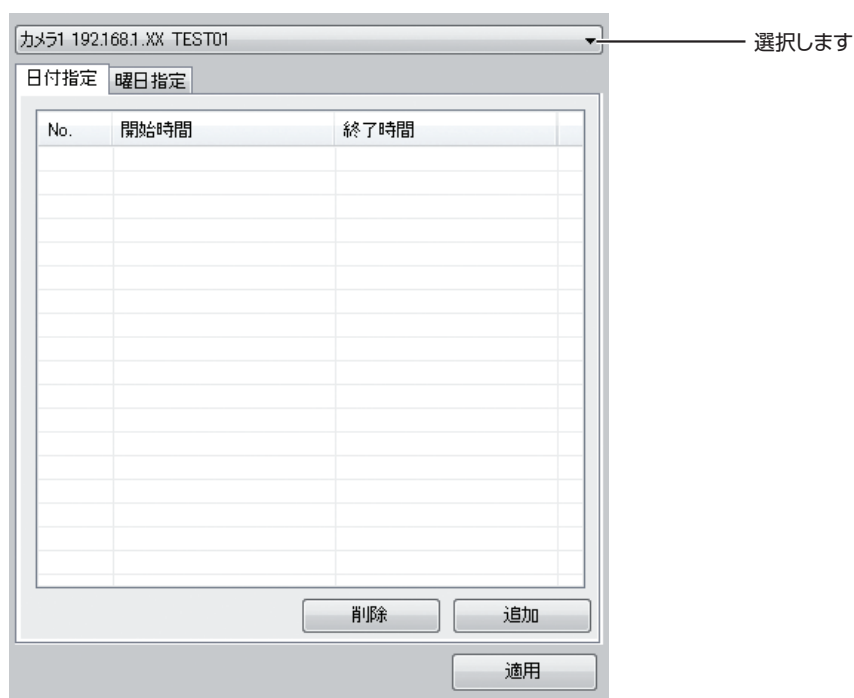 カメラ1 192.168.1.XX TEST01
選択します
日付指定 曜日指定
No. 開始時間 終了時間
削除 追加
適用